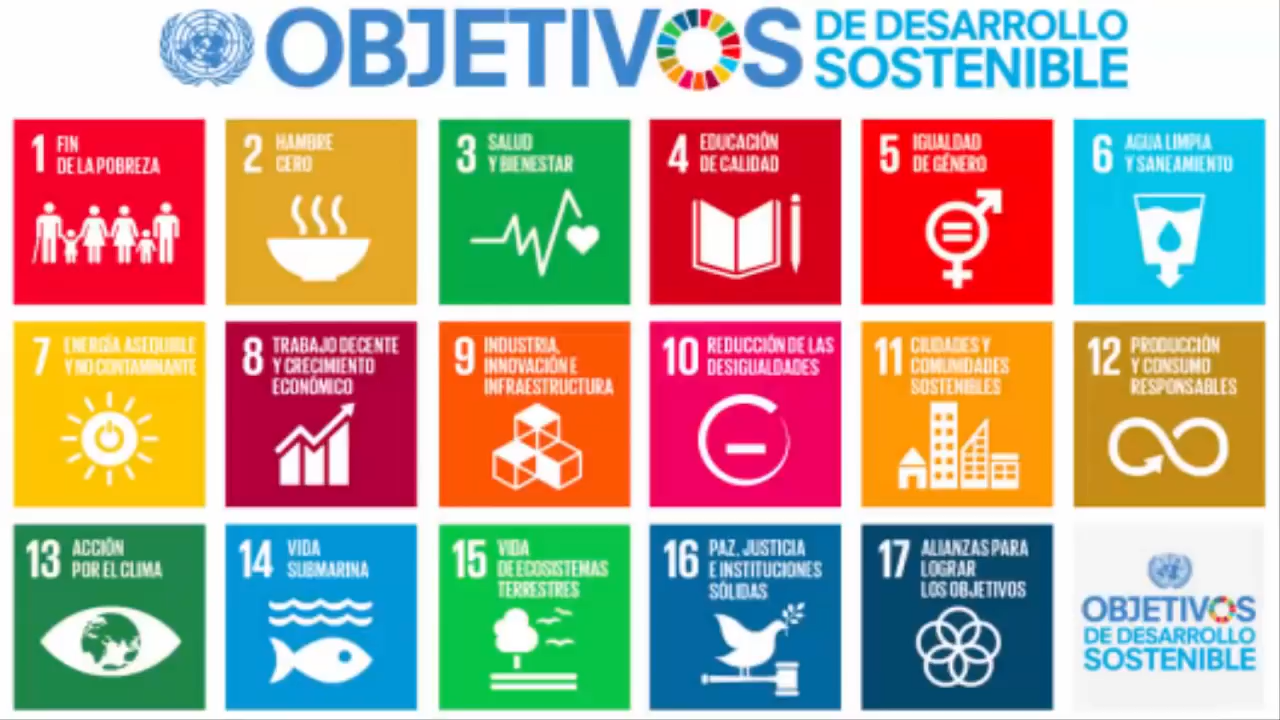 OBJETIVOS
DE DESARROLLO
SOSTENIBLE
1 FIN
DE LA POBREZA
2 HAMBRE
CERO
3 SALUD
Y BIENESTAR
4 EDUCACIÓN
DE CALIDAD
5 IGUALDAD
DE GÉNERO
6 AGUA LIMPIA
Y SANEAMIENTO
7 ENERGÍA ASEQUIBLE
Y NO CONTAMINANTE
8 TRABAJO DECENTE
Y CRECIMIENTO
ECONÓMICO
9 INDUSTRIA,
INNOVACIÓN E
INFRAESTRUCTURA
10 REDUCCIÓN DE LAS
DESIGUALDADES
11 CIUDADES Y
COMUNIDADES
SOSTENIBLES
12 PRODUCCIÓN
Y CONSUMO
RESPONSABLES
13 ACCIÓN
POR EL CLIMA
14 VIDA
SUBMARINA
15 VIDA
DE ECOSISTEMAS
TERRESTRES
16 PAZ, JUSTICIA
E INSTITUCIONES
SÓLIDAS
17 ALIANZAS PARA
LOGRAR
LOS OBJETIVOS
OBJETIVOS
DE DESARROLLO
SOSTENIBLE